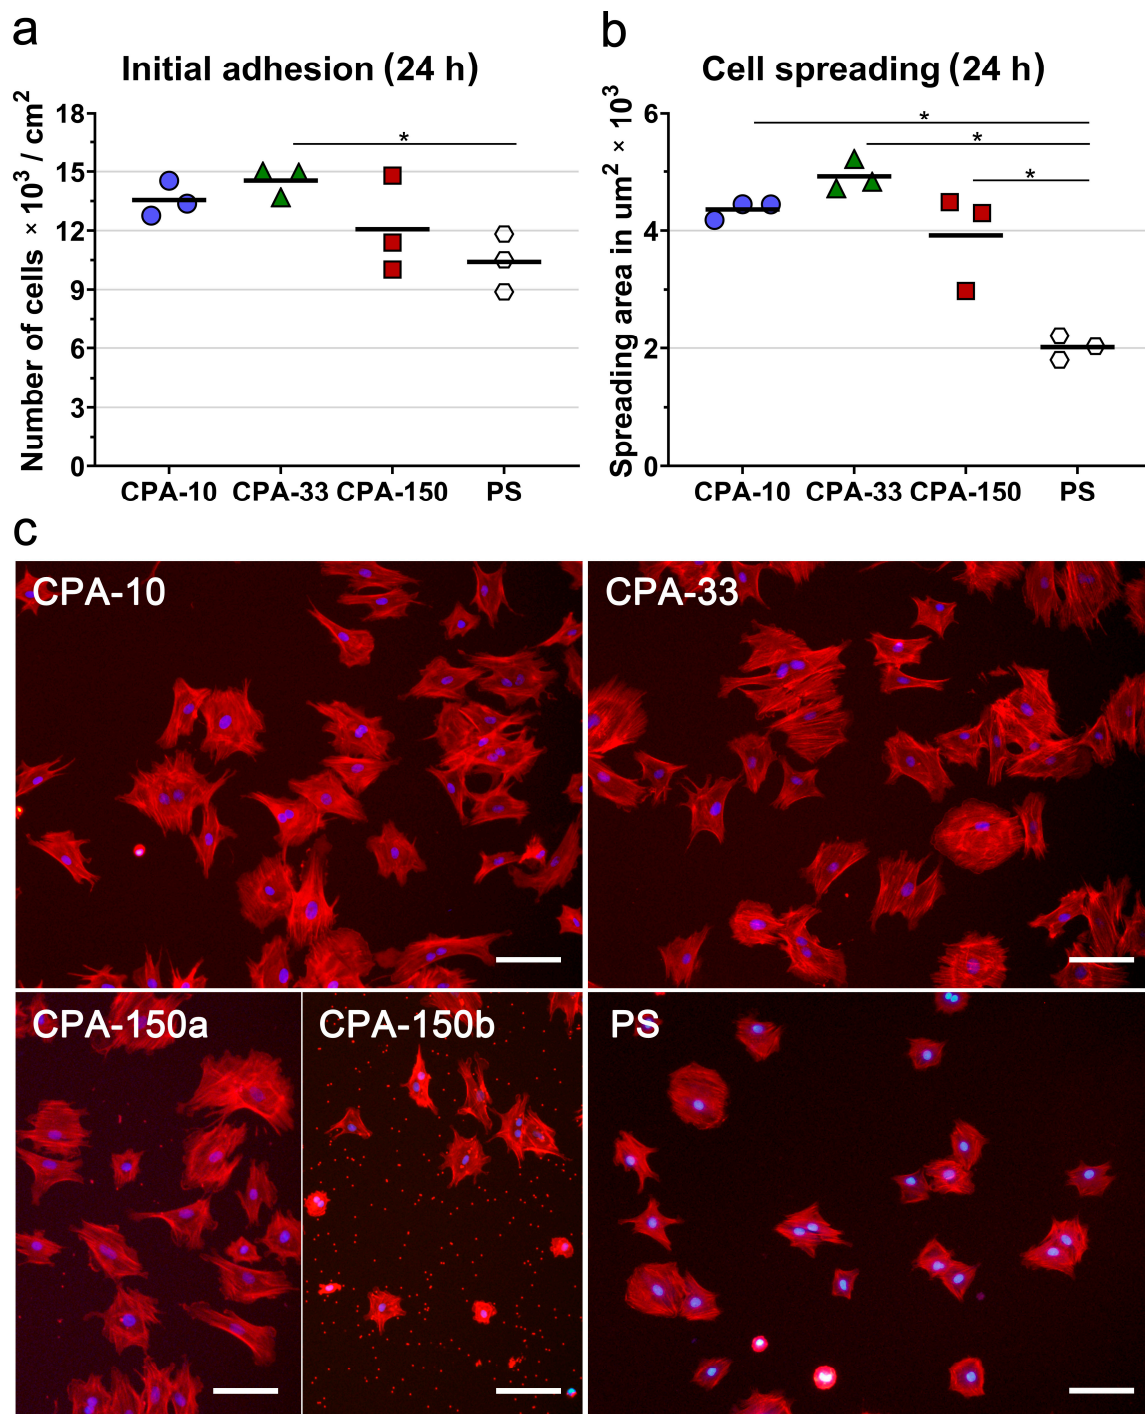 a
Initial adhesion (24 h)
Number of cells × 10³ / cm²
18
15
12
9
6
3
0
*
CPA-10 CPA-33 CPA-150 PS
b
Cell spreading (24 h)
Spreading area in um² × 10³
6
4
2
0
*
*
*
CPA-10 CPA-33 CPA-150 PS
c
CPA-10
CPA-33
CPA-150a
CPA-150b
PS